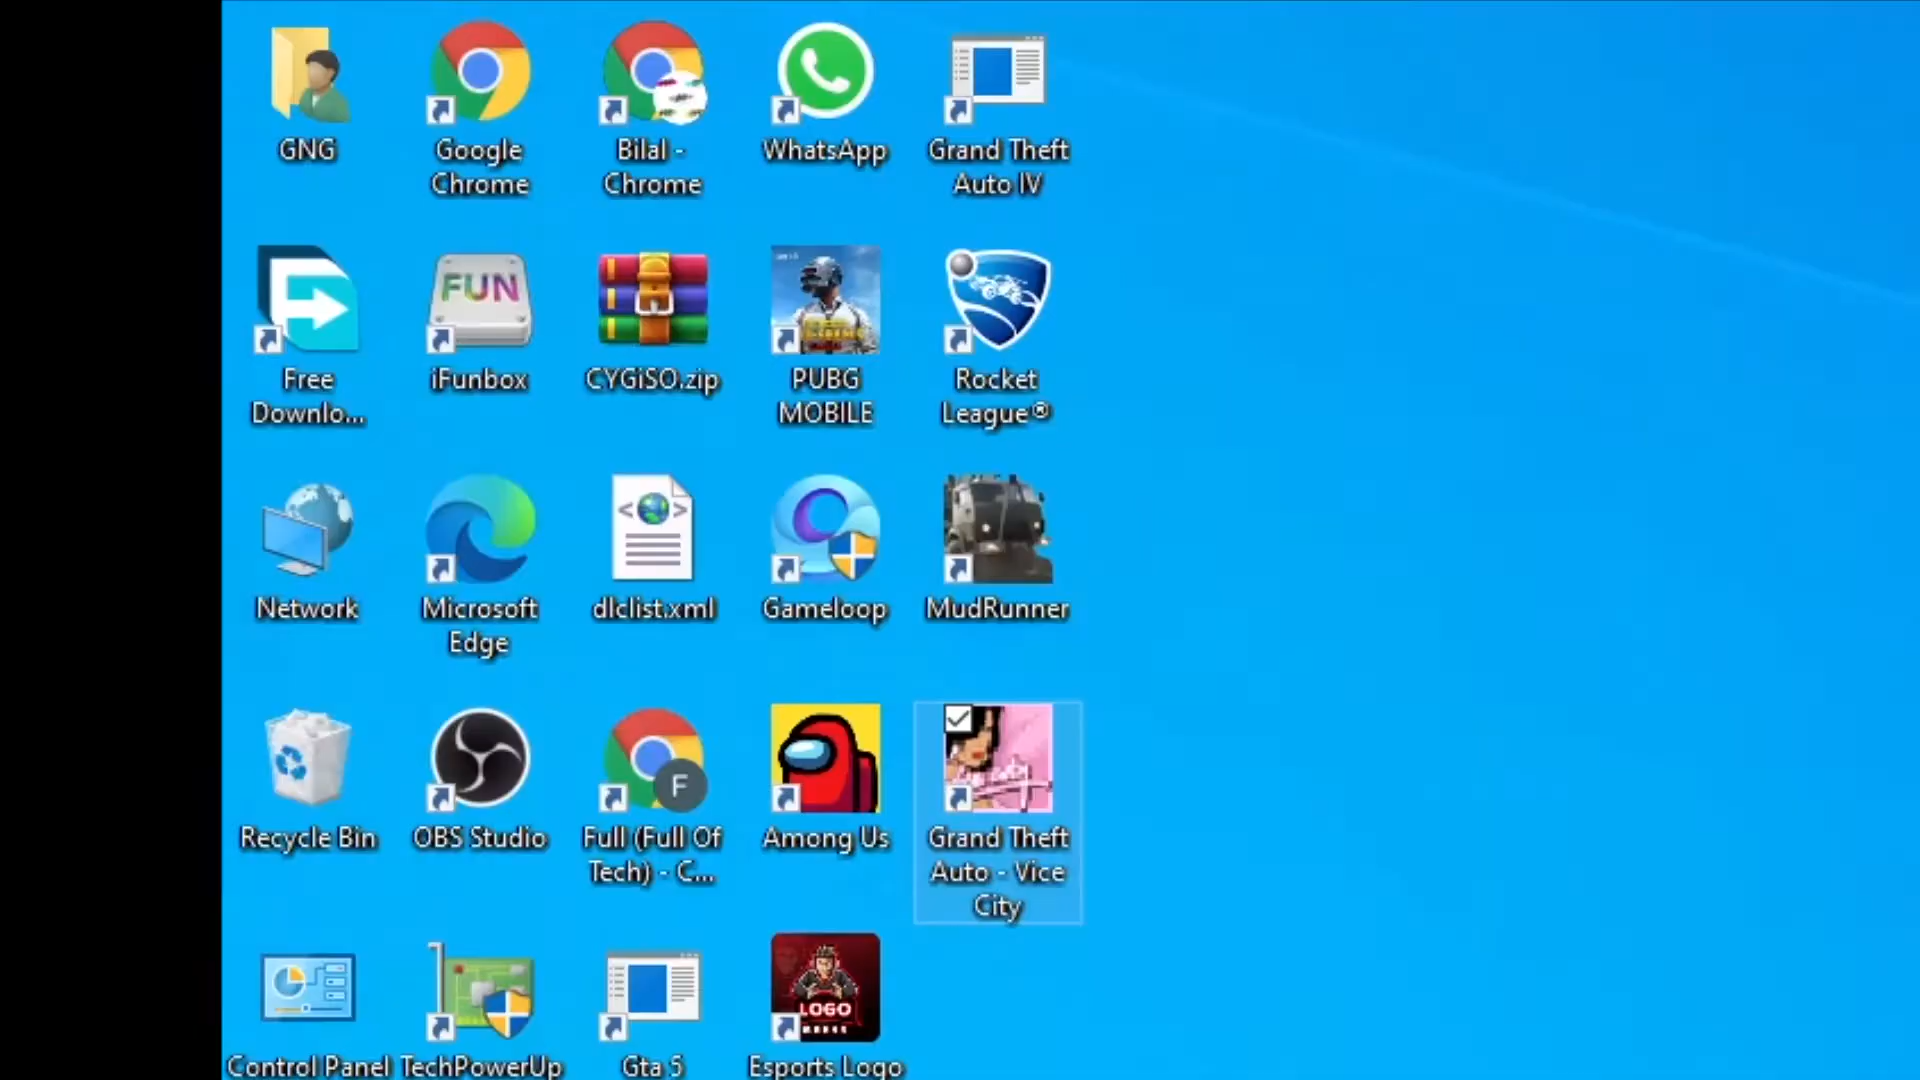 GNG
Google
Chrome
Bilal -
Chrome
WhatsApp
Grand Theft
Auto IV
Free
Downlo...
FUN
iFunbox
CYGiSO.zip
PUBG
MOBILE
Rocket
League®
Network
Microsoft
Edge
dlclist.xml
Gameloop
MudRunner
Recycle Bin
OBS Studio
F
Full (Full Of
Tech) - C...
Among Us
Grand Theft
Auto - Vice
City
Control Panel
TechPowerUp
Gta 5
LOGO
Esports Logo